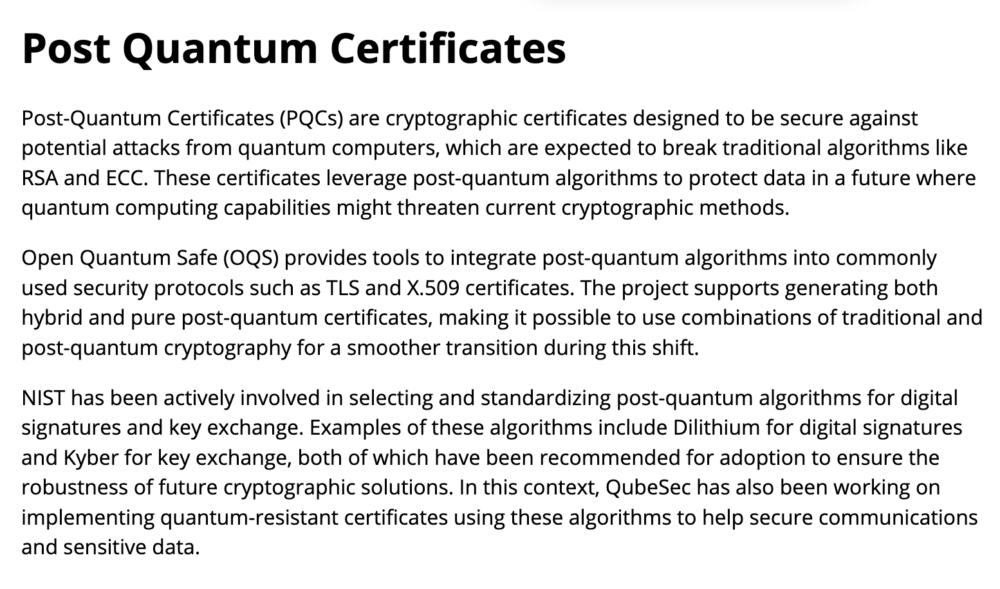 Post Quantum Certificates
Post-Quantum Certificates (PQCs) are cryptographic certificates designed to be secure against
potential attacks from quantum computers, which are expected to break traditional algorithms like
RSA and ECC. These certificates leverage post-quantum algorithms to protect data in a future where
quantum computing capabilities might threaten current cryptographic methods.
Open Quantum Safe (OQS) provides tools to integrate post-quantum algorithms into commonly
used security protocols such as TLS and X.509 certificates. The project supports generating both
hybrid and pure post-quantum certificates, making it possible to use combinations of traditional and
post-quantum cryptography for a smoother transition during this shift.
NIST has been actively involved in selecting and standardizing post-quantum algorithms for digital
signatures and key exchange. Examples of these algorithms include Dilithium for digital signatures
and Kyber for key exchange, both of which have been recommended for adoption to ensure the
robustness of future cryptographic solutions. In this context, QubeSec has also been working on
implementing quantum-resistant certificates using these algorithms to help secure communications
and sensitive data.